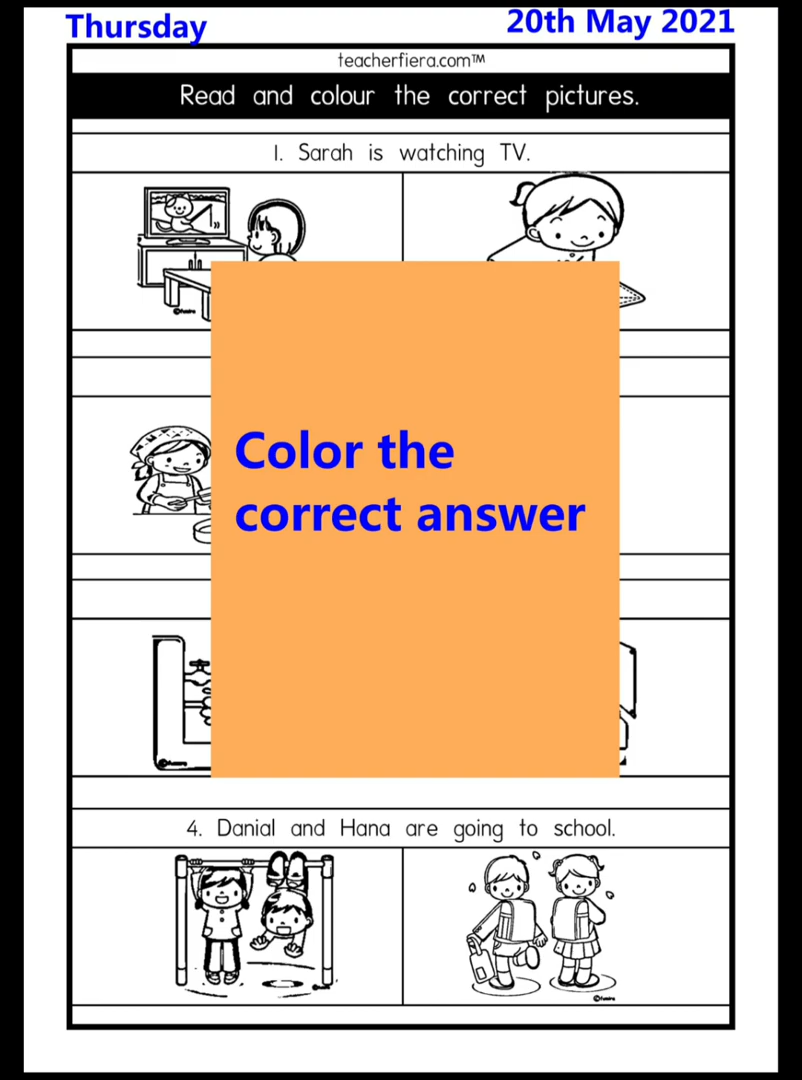 Thursday
20th May 2021
teacherfiera.com™
Read and colour the correct pictures.
1. Sarah is watching TV.
Color the
correct answer
4. Danial and Hana are going to school.